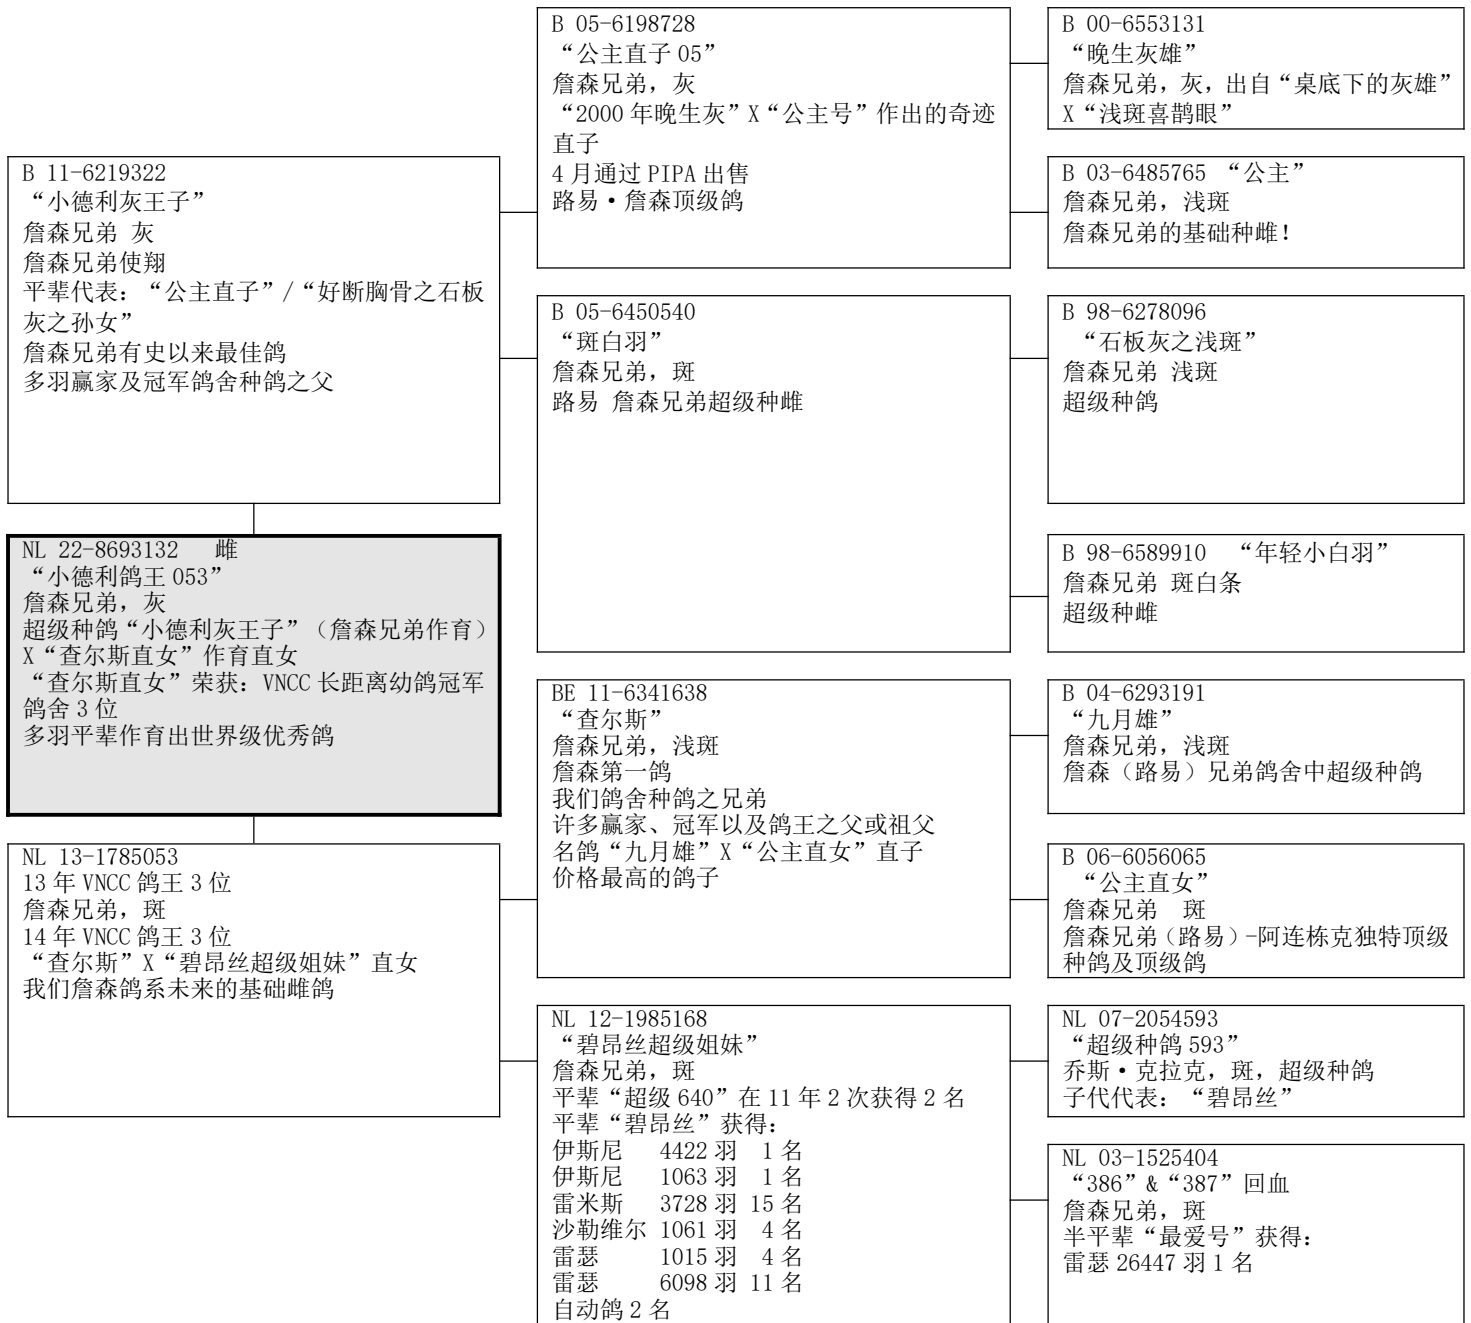 B 11-6219322
“小德利灰王子”
詹森兄弟 灰
詹森兄弟使翔
平辈代表：“公主直子”/“好断胸骨之石板
灰之孙女”
詹森兄弟有史以来最佳鸽
多羽赢家及冠军鸽舍种鸽之父
NL 22-8693132 雌
“小德利鸽王 053”
詹森兄弟，灰
超级种鸽“小德利灰王子”（詹森兄弟作育）
X“查尔斯直女”作育直女
“查尔斯直女”荣获：VNCC 长距离幼鸽冠军
鸽舍 3 位
多羽平辈作育出世界级优秀鸽
NL 13-1785053
13 年 VNCC 鸽王 3 位
詹森兄弟，斑
14 年 VNCC 鸽王 3 位
“查尔斯”X“碧昂丝超级姐妹”直女
我们詹森鸽系未来的基础雌鸽
B 05-6198728
“公主直子 05”
詹森兄弟，灰
“2000 年晚生灰”X“公主号”作出的奇迹
直子
4 月通过 PIPA 出售
路易·詹森顶级鸽
B 05-6450540
“斑白羽”
詹森兄弟，斑
路易 詹森兄弟超级种雌
BE 11-6341638
“查尔斯”
詹森兄弟，浅斑
詹森第一鸽
我们鸽舍种鸽之兄弟
许多赢家、冠军以及鸽王之父或祖父
名鸽“九月雄”X“公主直女”直子
价格最高的鸽子
NL 12-1985168
“碧昂丝超级姐妹”
詹森兄弟，斑
平辈“超级 640”在 11 年 2 次获得 2 名
平辈“碧昂丝”获得：
伊斯尼 4422 羽 1 名
伊斯尼 1063 羽 1 名
雷米斯 3728 羽 15 名
沙勒维尔 1061 羽 4 名
雷瑟 1015 羽 4 名
雷瑟 6098 羽 11 名
自动鸽 2 名
B 00-6553131
“晚生灰雄”
詹森兄弟，灰，出自“桌底下的灰雄”
X“浅斑喜鹊眼”
B 03-6485765 “公主”
詹森兄弟，浅斑
詹森兄弟的基础种雌！
B 98-6278096
“石板灰之浅斑”
詹森兄弟 浅斑
超级种鸽
B 98-6589910 “年轻小白羽”
詹森兄弟 斑白条
超级种雌
B 04-6293191
“九月雄”
詹森兄弟，浅斑
詹森（路易）兄弟鸽舍中超级种鸽
B 06-6056065
“公主直女”
詹森兄弟 斑
詹森兄弟（路易）-阿连栋克独特顶级
种鸽及顶级鸽
NL 07-2054593
“超级种鸽 593”
乔斯·克拉克，斑，超级种鸽
子代代表：“碧昂丝”
NL 03-1525404
“386”&“387”回血
詹森兄弟，斑
半平辈“最爱号”获得：
雷瑟 26447 羽 1 名